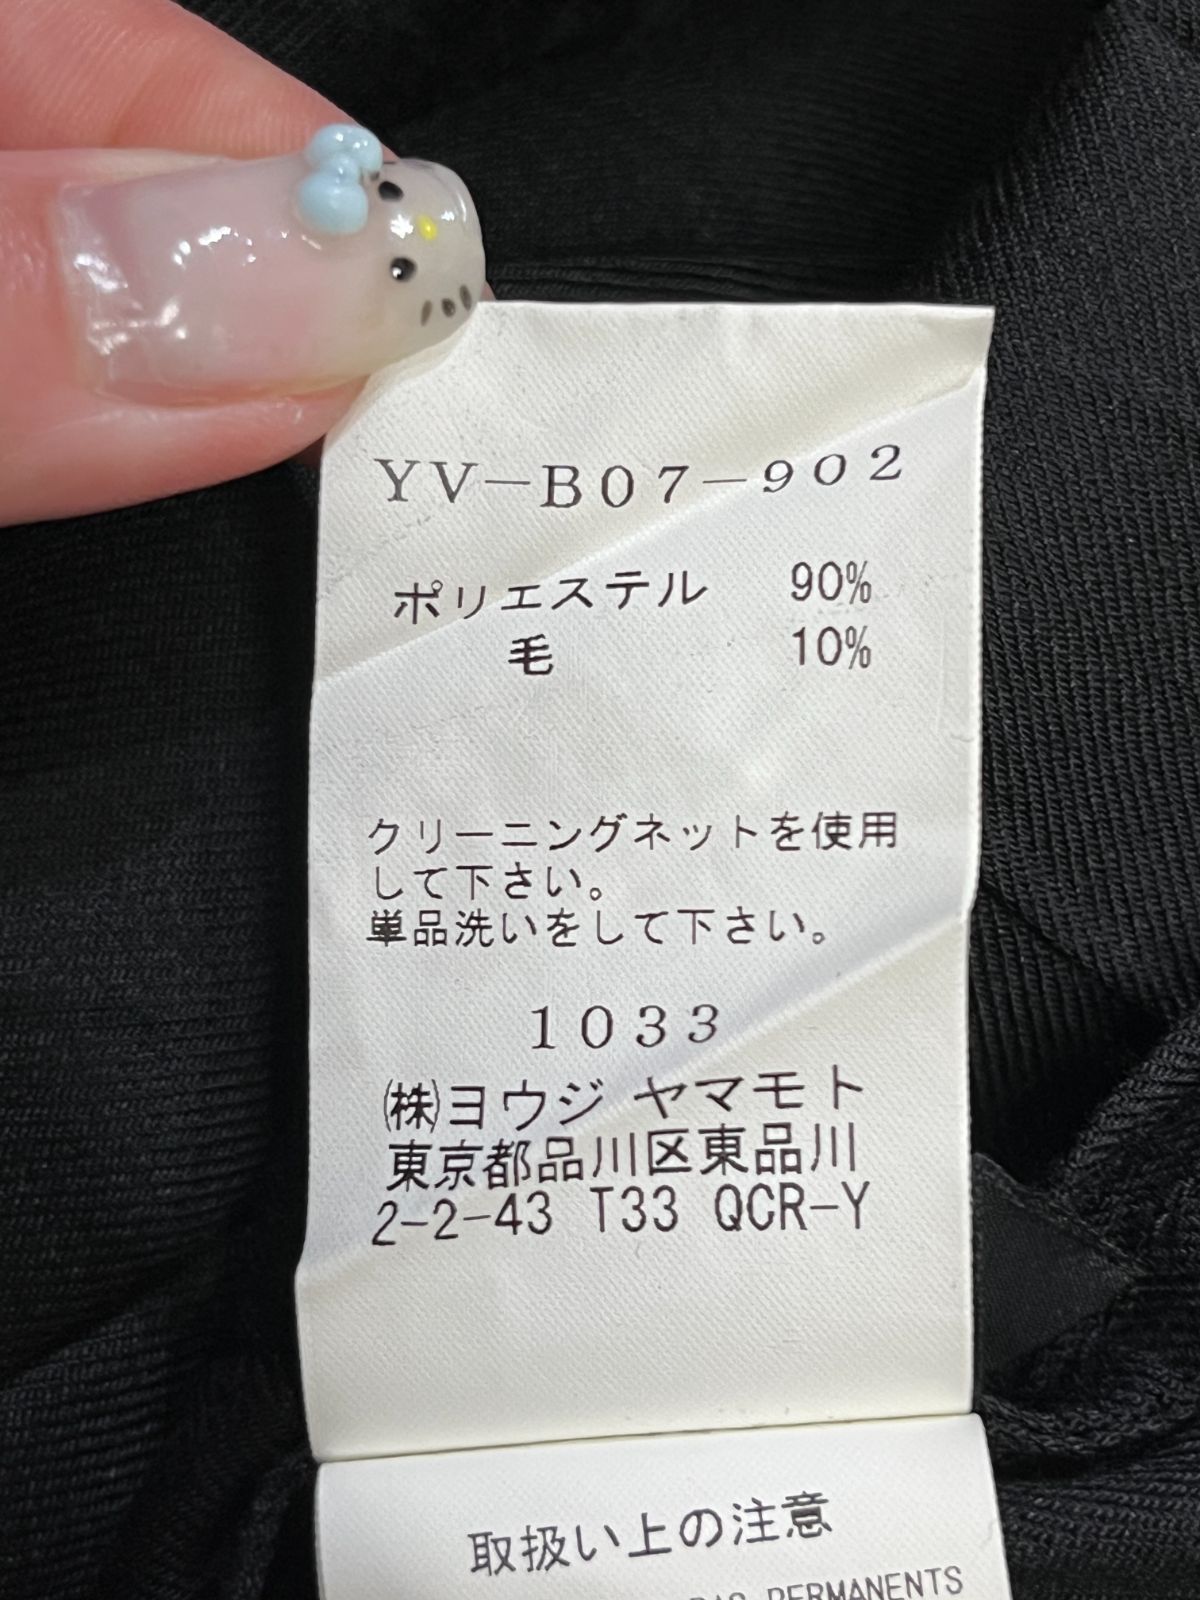 YV-B07-902
ポリエステル 90%
毛 10%
クリーニングネットを使用
して下さい。
単品洗いをして下さい。
1033
㈱ヨウジ ヤマモト
東京都品川区東品川
2-2-43 T33 QCR-Y
取扱い上の注意
PERMANENTS